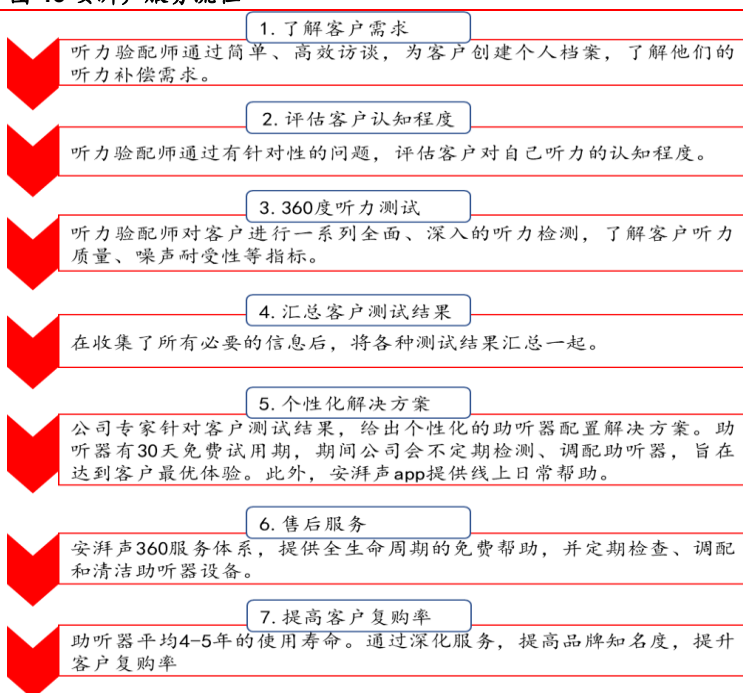 1.了解客户需求
听力验配师通过简单、高效访谈，为客户创建个人档案，了解他们的
听力补偿需求。
2.评估客户认知程度
听力验配师通过有针对性的问题，评估客户对自己听力的认知程度。
3.360度听力测试
听力验配师对客户进行一系列全面、深入的听力检测，了解客户听力
质量、噪声耐受性等指标。
4.汇总客户测试结果
在收集了所有必要的信息后，将各种测试结果汇总一起。
5.个性化解决方案
公司专家针对客户测试结果，给出个性化的助听器配置解决方案。助
听器有30天免费试用期，期间公司会不定期检测、调配助听器，旨在
达到客户最优体验。此外，安湃声app提供线上日常帮助。
6.售后服务
安湃声360服务体系，提供全生命周期的免费帮助，并定期检查、调配
和清洁助听器设备。
7.提高客户复购率
助听器平均4-5年的使用寿命。通过深化服务，提高品牌知名度，提升
客户复购率